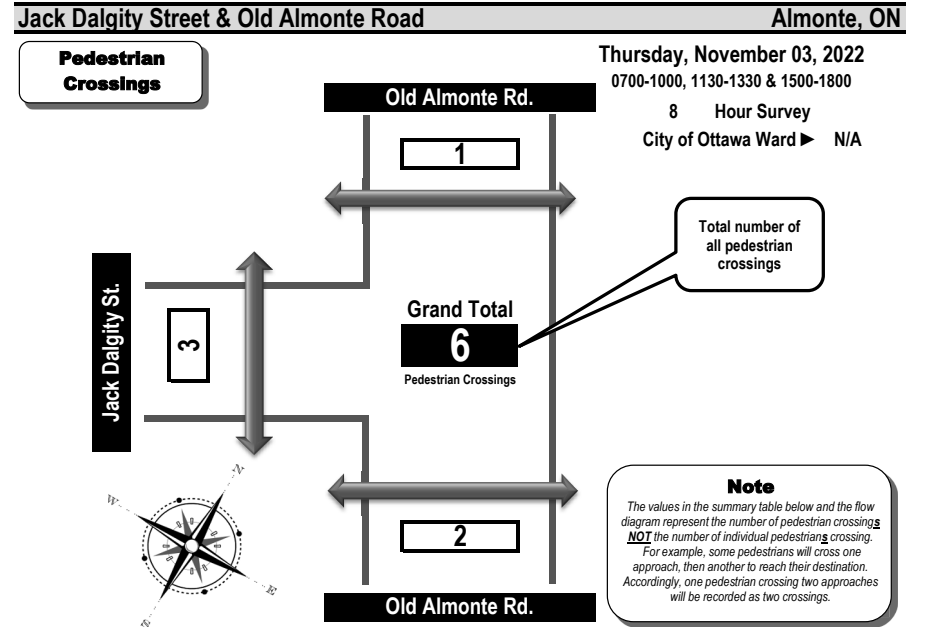 Jack Dalgity Street & Old Almonte Road Almonte, ON
Pedestrian
Crossings
Thursday, November 03, 2022
0700-1000, 1130-1330 & 1500-1800
8 Hour Survey
City of Ottawa Ward ► N/A
Old Almonte Rd.
1
Total number of
all pedestrian
crossings
Jack Dalgity St.
3
Grand Total
6
Pedestrian Crossings
N
W
E
S
2
Old Almonte Rd.
Note
The values in the summary table below and the flow
diagram represent the number of pedestrian crossings
NOT the number of individual pedestrians crossing.
For example, some pedestrians will cross one
approach, then another to reach their destination.
Accordingly, one pedestrian crossing two approaches
will be recorded as two crossings.